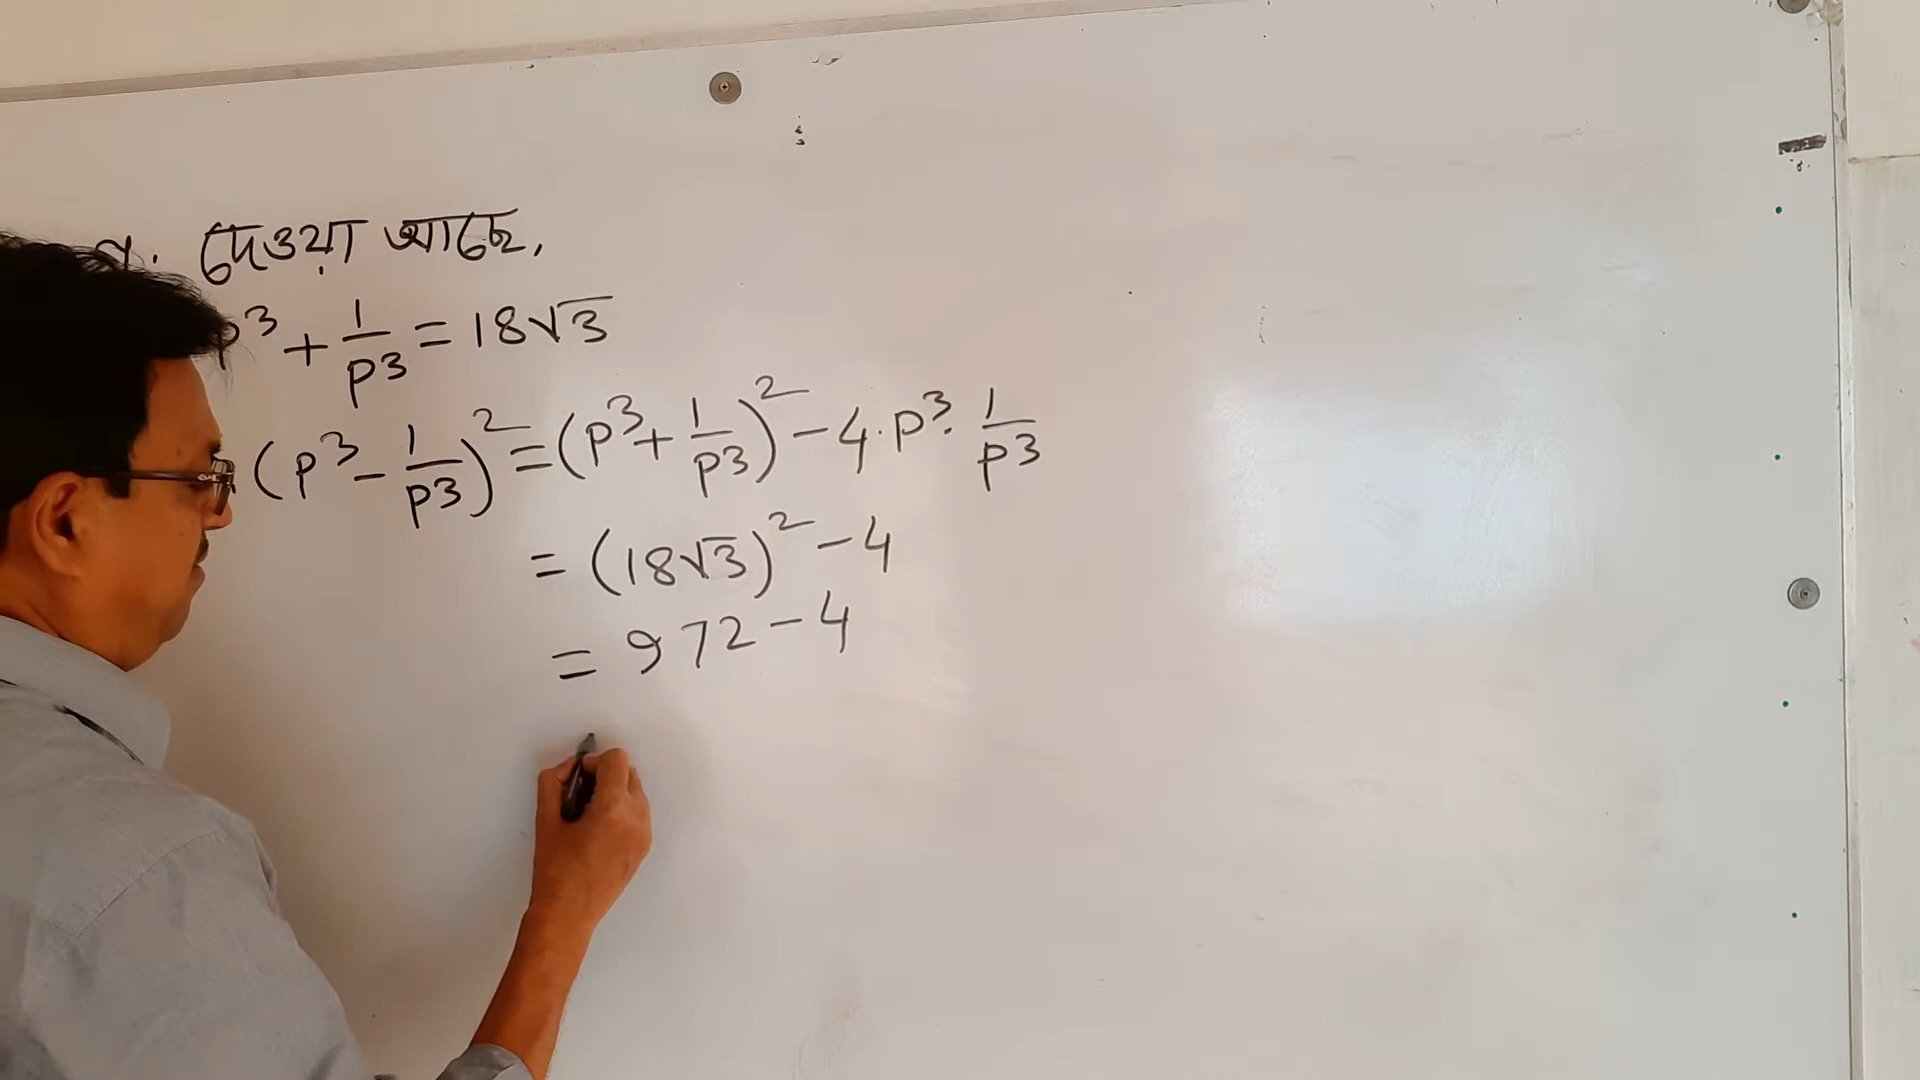 . দেওয়া আছে,
p³ + 1/p³ = 18√3
(p³ - 1/p³)² = (p³ + 1/p³)² - 4 · p³ · 1/p³
= (18√3)² - 4
= 972 - 4